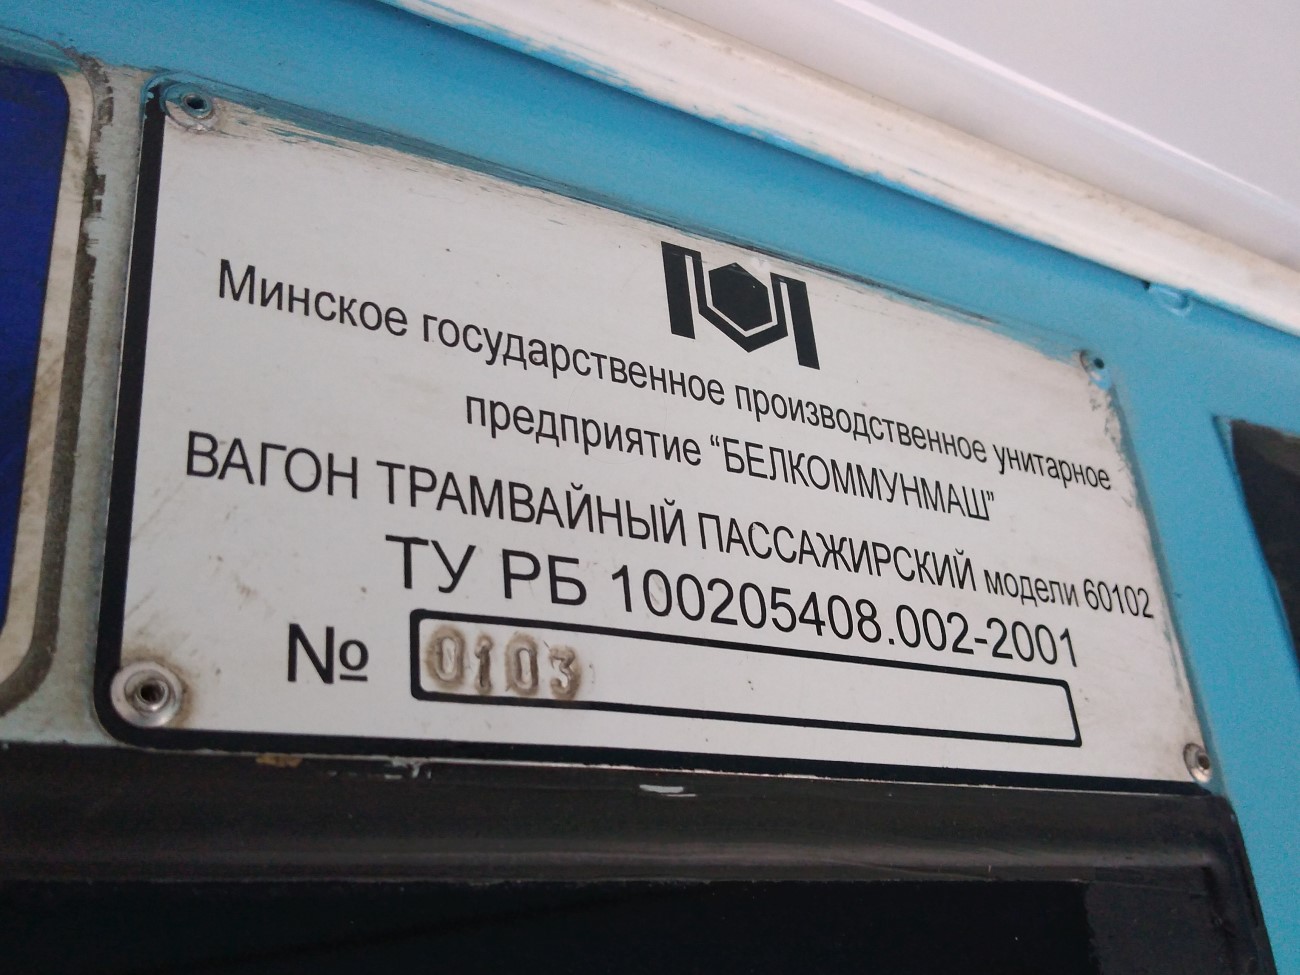 Минское государственное производственное унитарное
предприятие “БЕЛКОММУНМАШ”
ВАГОН ТРАМВАЙНЫЙ ПАССАЖИРСКИЙ модели 60102
ТУ РБ 100205408.002-2001
№ 0103